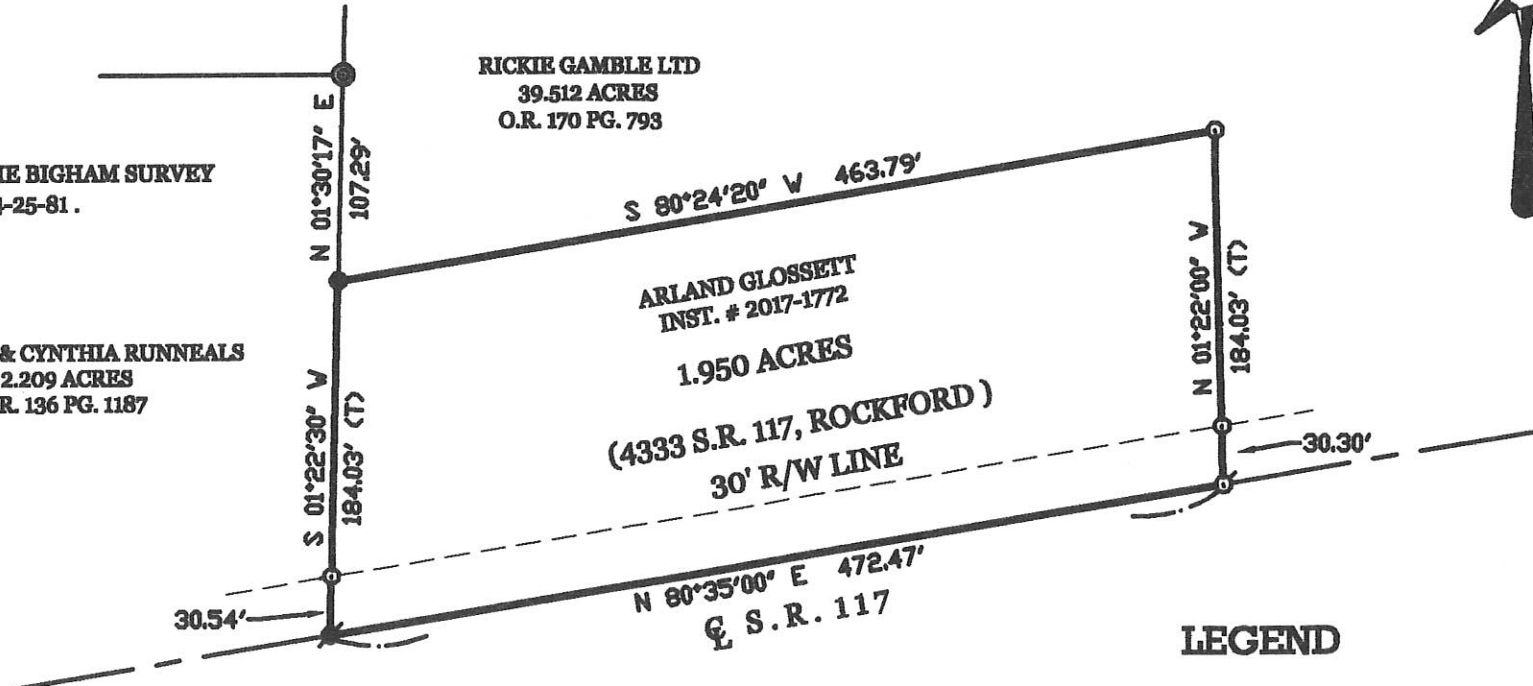 RICKIE GAMBLE LTD
39.512 ACRES
O.R. 170 PG. 793
N 01°30'17" E
107.29'
BIGHAM SURVEY
-25-81.
S 80°24'20" W 463.79'
ARLAND GLOSSETT
INST. # 2017-1772
1.950 ACRES
(4333 S.R. 117, ROCKFORD)
30' R/W LINE
N 01°22'00" W
184.03' (T)
& CYNTHIA RUNNEALS
2.209 ACRES
R. 136 PG. 1187
S 01°22'30" W
184.03' (T)
30.30'
30.54'
N 80°35'00" E 472.47'
℄ S.R. 117
LEGEND